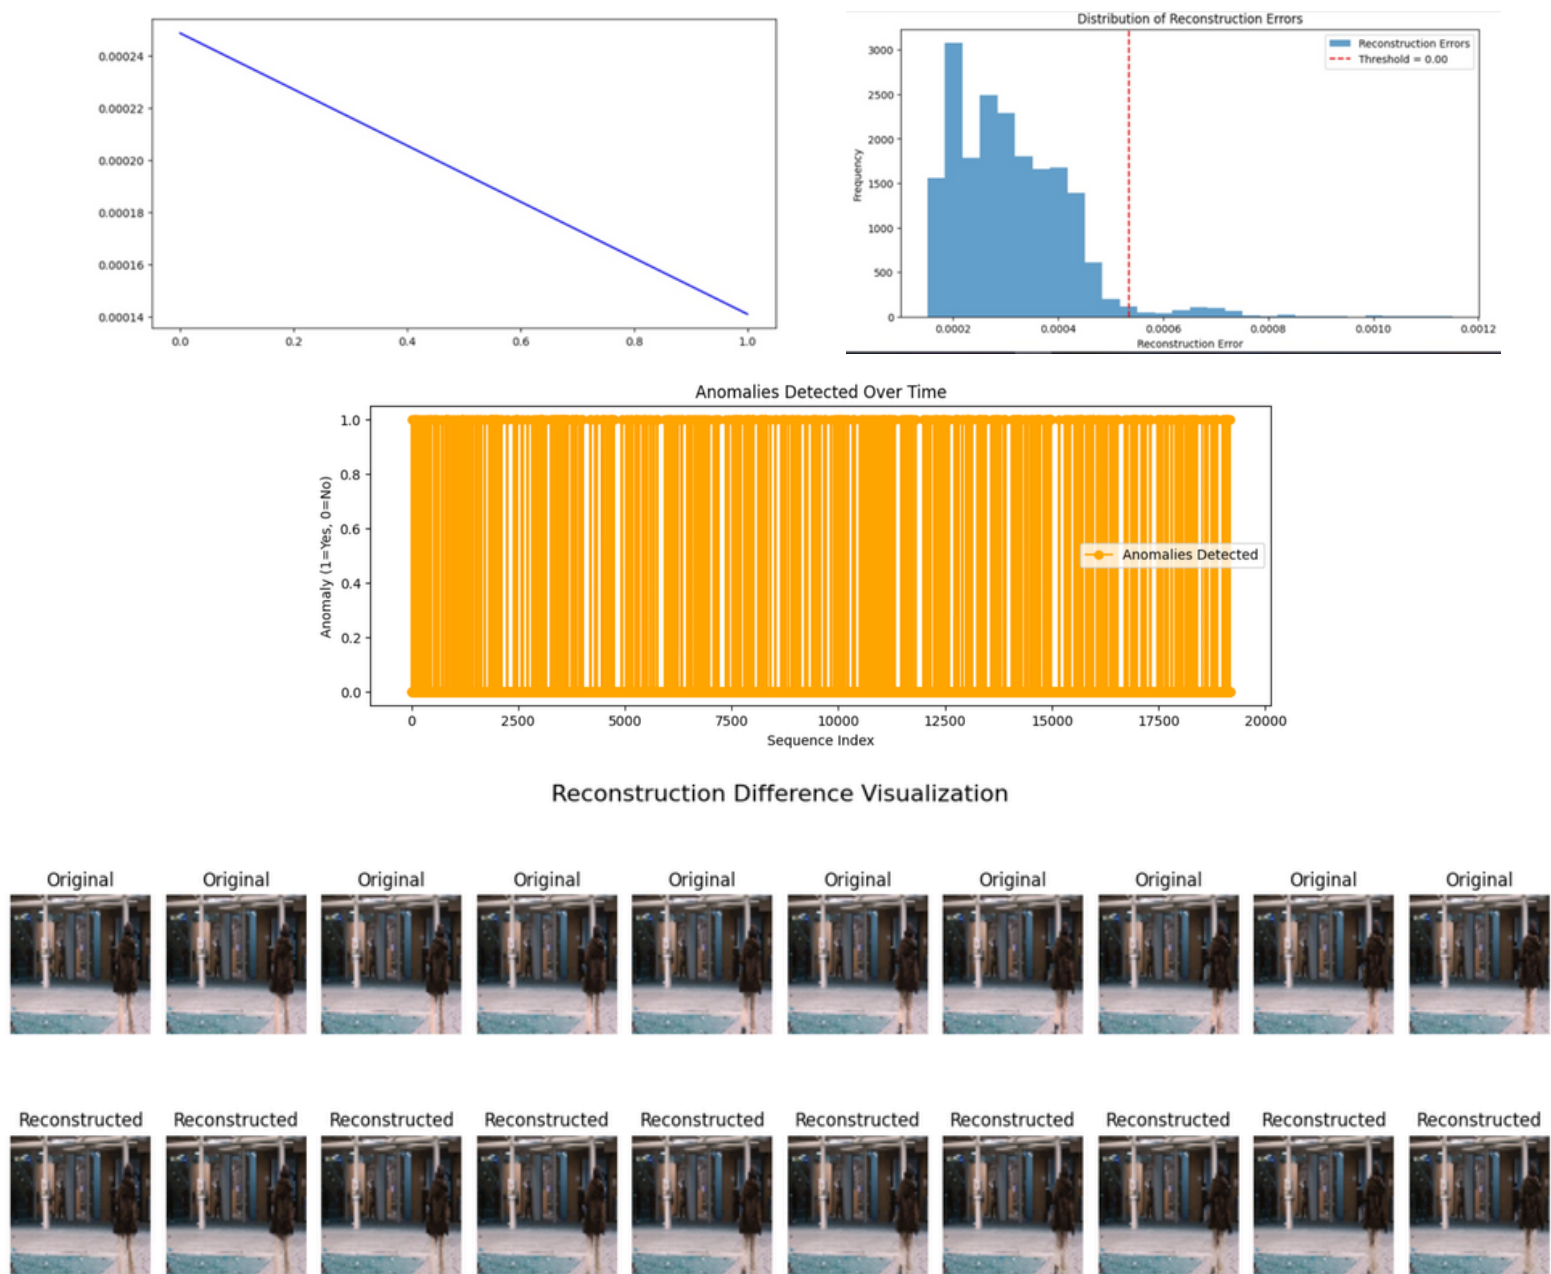 0.00024
0.00022
0.00020
0.00018
0.00016
0.00014
0.0 0.2 0.4 0.6 0.8 1.0
Distribution of Reconstruction Errors
Reconstruction Errors
Threshold = 0.00
Frequency
3000
2500
2000
1500
1000
500
0
0.0002 0.0004 0.0006 0.0008 0.0010 0.0012
Reconstruction Error
Anomalies Detected Over Time
Anomaly (1=Yes, 0=No)
1.0
0.8
0.6
0.4
0.2
0.0
Anomalies Detected
0 2500 5000 7500 10000 12500 15000 17500 20000
Sequence Index
Reconstruction Difference Visualization
Original Original Original Original Original Original Original Original Original Original
Reconstructed Reconstructed Reconstructed Reconstructed Reconstructed Reconstructed Reconstructed Reconstructed Reconstructed Reconstructed